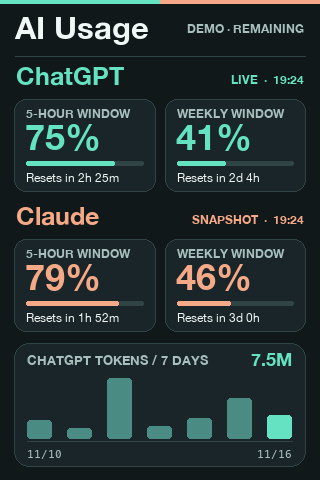 AI Usage
DEMO · REMAINING
ChatGPT
LIVE · 19:24
5-HOUR WINDOW
75%
Resets in 2h 25m
WEEKLY WINDOW
41%
Resets in 2d 4h
Claude
SNAPSHOT · 19:24
5-HOUR WINDOW
79%
Resets in 1h 52m
WEEKLY WINDOW
46%
Resets in 3d 0h
CHATGPT TOKENS / 7 DAYS
7.5M
11/10
11/16